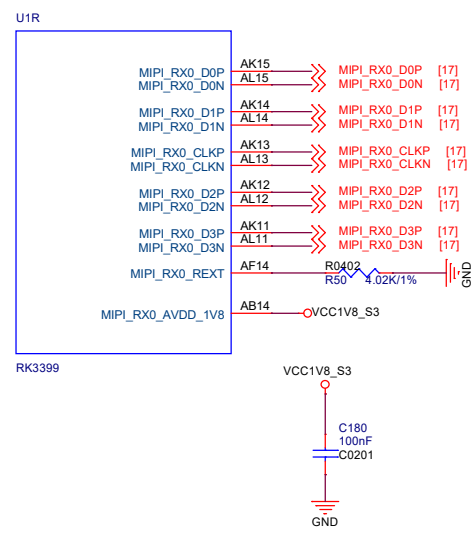 U1R
MIPI_RX0_D0P AK15 MIPI_RX0_D0P [17]
MIPI_RX0_D0N AL15 MIPI_RX0_D0N [17]
MIPI_RX0_D1P AK14 MIPI_RX0_D1P [17]
MIPI_RX0_D1N AL14 MIPI_RX0_D1N [17]
MIPI_RX0_CLKP AK13 MIPI_RX0_CLKP [17]
MIPI_RX0_CLKN AL13 MIPI_RX0_CLKN [17]
MIPI_RX0_D2P AK12 MIPI_RX0_D2P [17]
MIPI_RX0_D2N AL12 MIPI_RX0_D2N [17]
MIPI_RX0_D3P AK11 MIPI_RX0_D3P [17]
MIPI_RX0_D3N AL11 MIPI_RX0_D3N [17]
MIPI_RX0_REXT AF14 R0402 GND
R50 4.02K/1%
MIPI_RX0_AVDD_1V8 AB14 VCC1V8_S3
RK3399
VCC1V8_S3
C180
100nF
C0201
GND